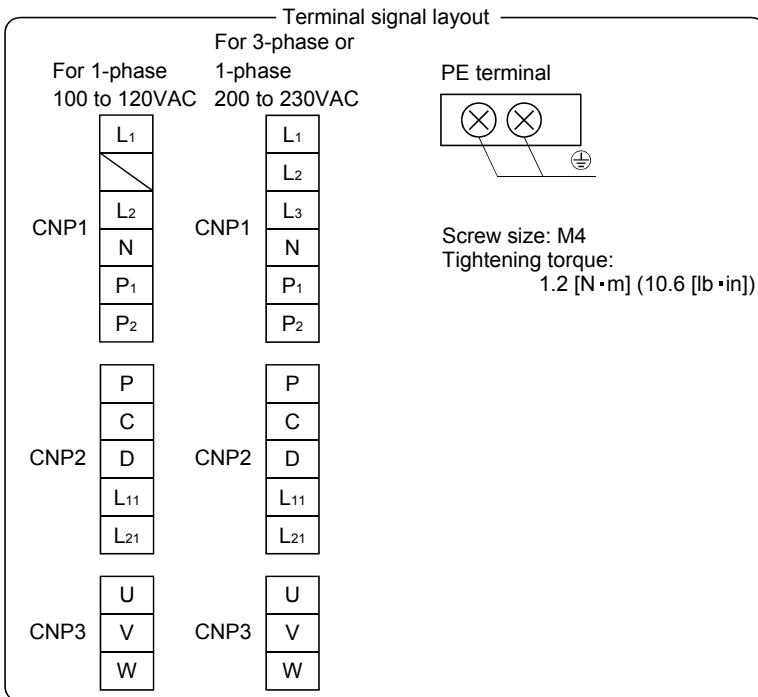 Terminal signal layout
For 1-phase
100 to 120VAC
For 3-phase or
1-phase
200 to 230VAC
PE terminal
CNP1
L1
L2
N
P1
P2
CNP1
L1
L2
L3
N
P1
P2
Screw size: M4
Tightening torque:
1.2 [N▪m] (10.6 [lb▪in])
CNP2
P
C
D
L11
L21
CNP2
P
C
D
L11
L21
CNP3
U
V
W
CNP3
U
V
W